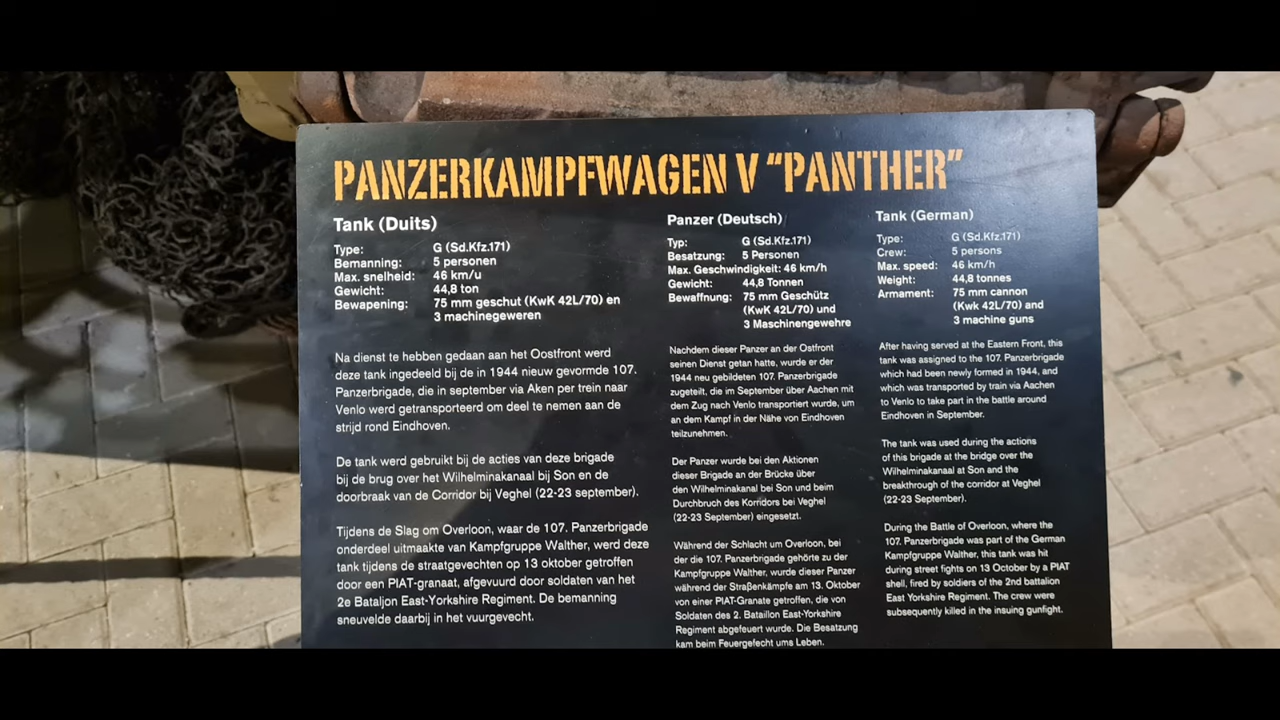 PANZERKAMPFWAGEN V "PANTHER"
Tank (Duits)
Type: G (Sd.Kfz.171)
Bemanning: 5 personen
Max. snelheid: 46 km/u
Gewicht: 44,8 ton
Bewapening: 75 mm geschut (KwK 42L/70) en
3 machinegeweren
Na dienst te hebben gedaan aan het Oostfront werd
deze tank ingedeeld bij de in 1944 nieuw gevormde 107.
Panzerbrigade, die in september via Aken per trein naar
Venlo werd getransporteerd om deel te nemen aan de
strijd rond Eindhoven.
De tank werd gebruikt bij de acties van deze brigade
bij de brug over het Wilhelminakanaal bij Son en de
doorbraak van de Corridor bij Veghel (22-23 september).
Tijdens de Slag om Overloon, waar de 107. Panzerbrigade
onderdeel uitmaakte van Kampfgruppe Walther, werd deze
tank tijdens de straatgevechten op 13 oktober getroffen
door een PIAT-granaat, afgevuurd door soldaten van het
2e Bataljon East-Yorkshire Regiment. De bemanning
sneuvelde daarbij in het vuurgevecht.
Panzer (Deutsch)
Typ: G (Sd.Kfz.171)
Besatzung: 5 Personen
Max. Geschwindigkeit: 46 km/h
Gewicht: 44,8 Tonnen
Bewaffnung: 75 mm Geschütz
(KwK 42L/70) und
3 Maschinengewehre
Nachdem dieser Panzer an der Ostfront
seinen Dienst getan hatte, wurde er der
1944 neu gebildeten 107. Panzerbrigade
zugeteilt, die im September über Aachen mit
dem Zug nach Venlo transportiert wurde, um
an dem Kampf in der Nähe von Eindhoven
teilzunehmen.
Der Panzer wurde bei den Aktionen
dieser Brigade an der Brücke über
den Wilhelminakanal bei Son und beim
Durchbruch des Korridors bei Veghel
(22-23 September) eingesetzt.
Während der Schlacht um Overloon, bei
der die 107. Panzerbrigade gehörte zu der
Kampfgruppe Walther, wurde dieser Panzer
während der Straßenkämpfe am 13. Oktober
von einer PIAT-Granate getroffen, die von
Soldaten des 2. Bataillon East-Yorkshire
Regiment abgefeuert wurde. Die Besatzung
kam beim Feuergefecht ums Leben.
Tank (German)
Type: G (Sd.Kfz.171)
Crew: 5 persons
Max. speed: 46 km/h
Weight: 44,8 tonnes
Armament: 75 mm cannon
(Kwk 42L/70) and
3 machine guns
After having served at the Eastern Front, this
tank was assigned to the 107. Panzerbrigade
which had been newly formed in 1944, and
which was transported by train via Aachen
to Venlo to take part in the battle around
Eindhoven in September.
The tank was used during the actions
of this brigade at the bridge over the
Wilhelminakanaal at Son and the
breakthrough of the corridor at Veghel
(22-23 September).
During the Battle of Overloon, where the
107. Panzerbrigade was part of the German
Kampfgruppe Walther, this tank was hit
during street fights on 13 October by a PIAT
shell, fired by soldiers of the 2nd battalion
East Yorkshire Regiment. The crew were
subsequently killed in the insuing gunfight.